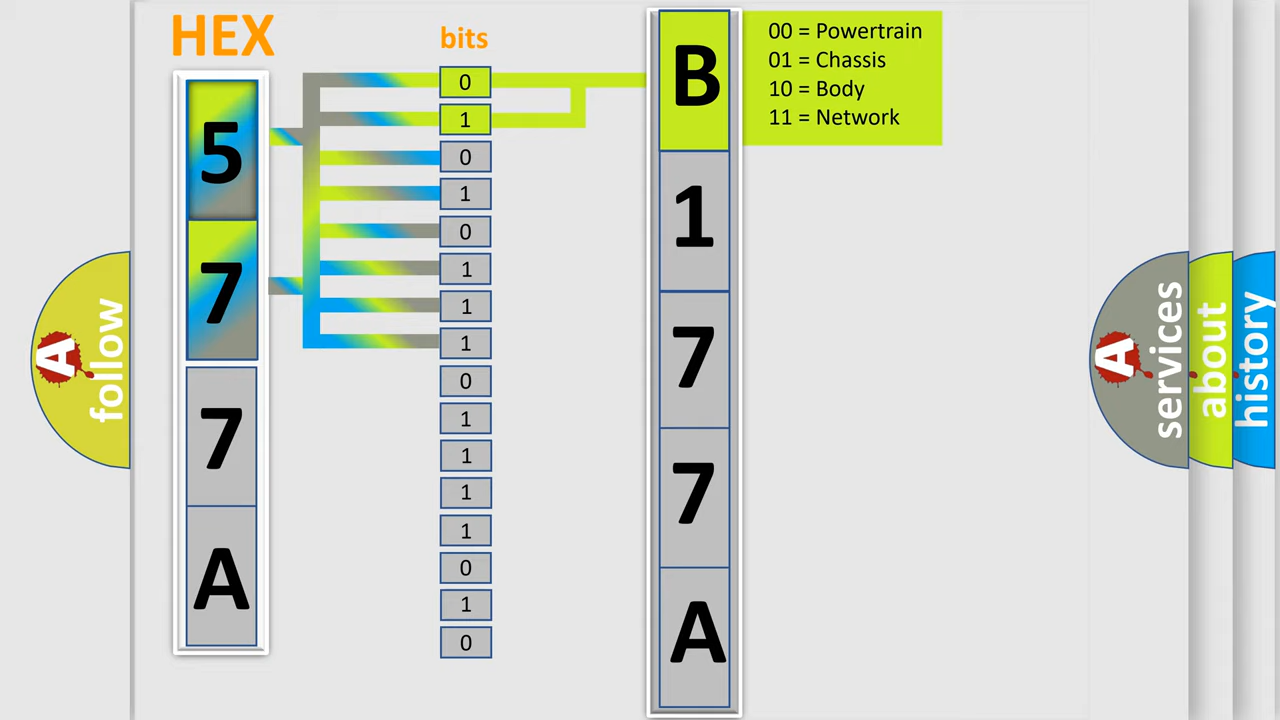 HEX
bits
5
7
7
A
0
1
0
1
0
1
1
1
0
1
1
1
1
0
1
0
B
1
7
7
A
00 = Powertrain
01 = Chassis
10 = Body
11 = Network
A follow
A services
about
history